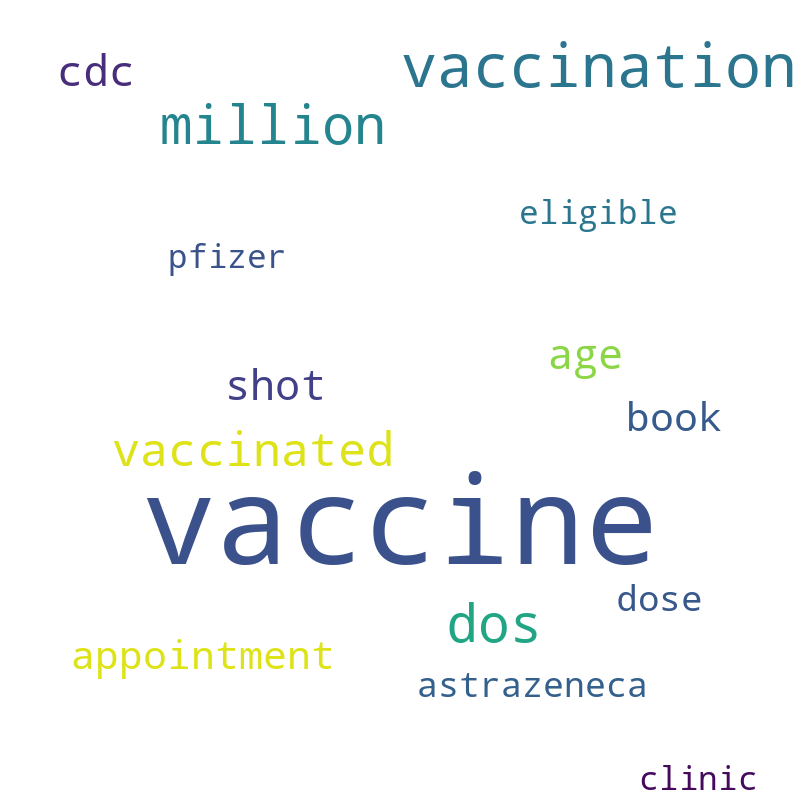 vaccination
cdc
million
eligible
pfizer
age
shot
book
vaccinated
vaccine
dose
dos
appointment
astrazeneca
clinic